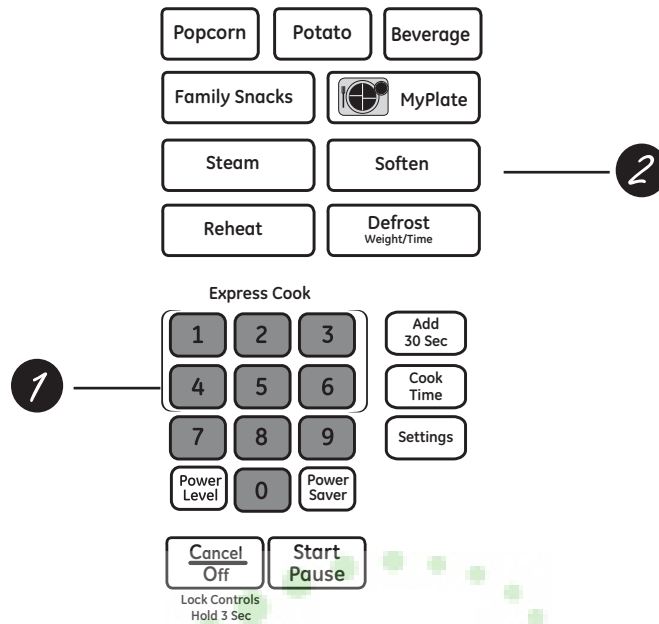 Popcorn Potato Beverage
Family Snacks MyPlate
Steam Soften
2
Reheat Defrost
Weight/Time
Express Cook
1 2 3 Add
30 Sec
1
4 5 6 Cook
Time
7 8 9 Settings
Power
Level 0 Power
Saver
Cancel
Off
Start
Pause
Lock Controls
Hold 3 Sec